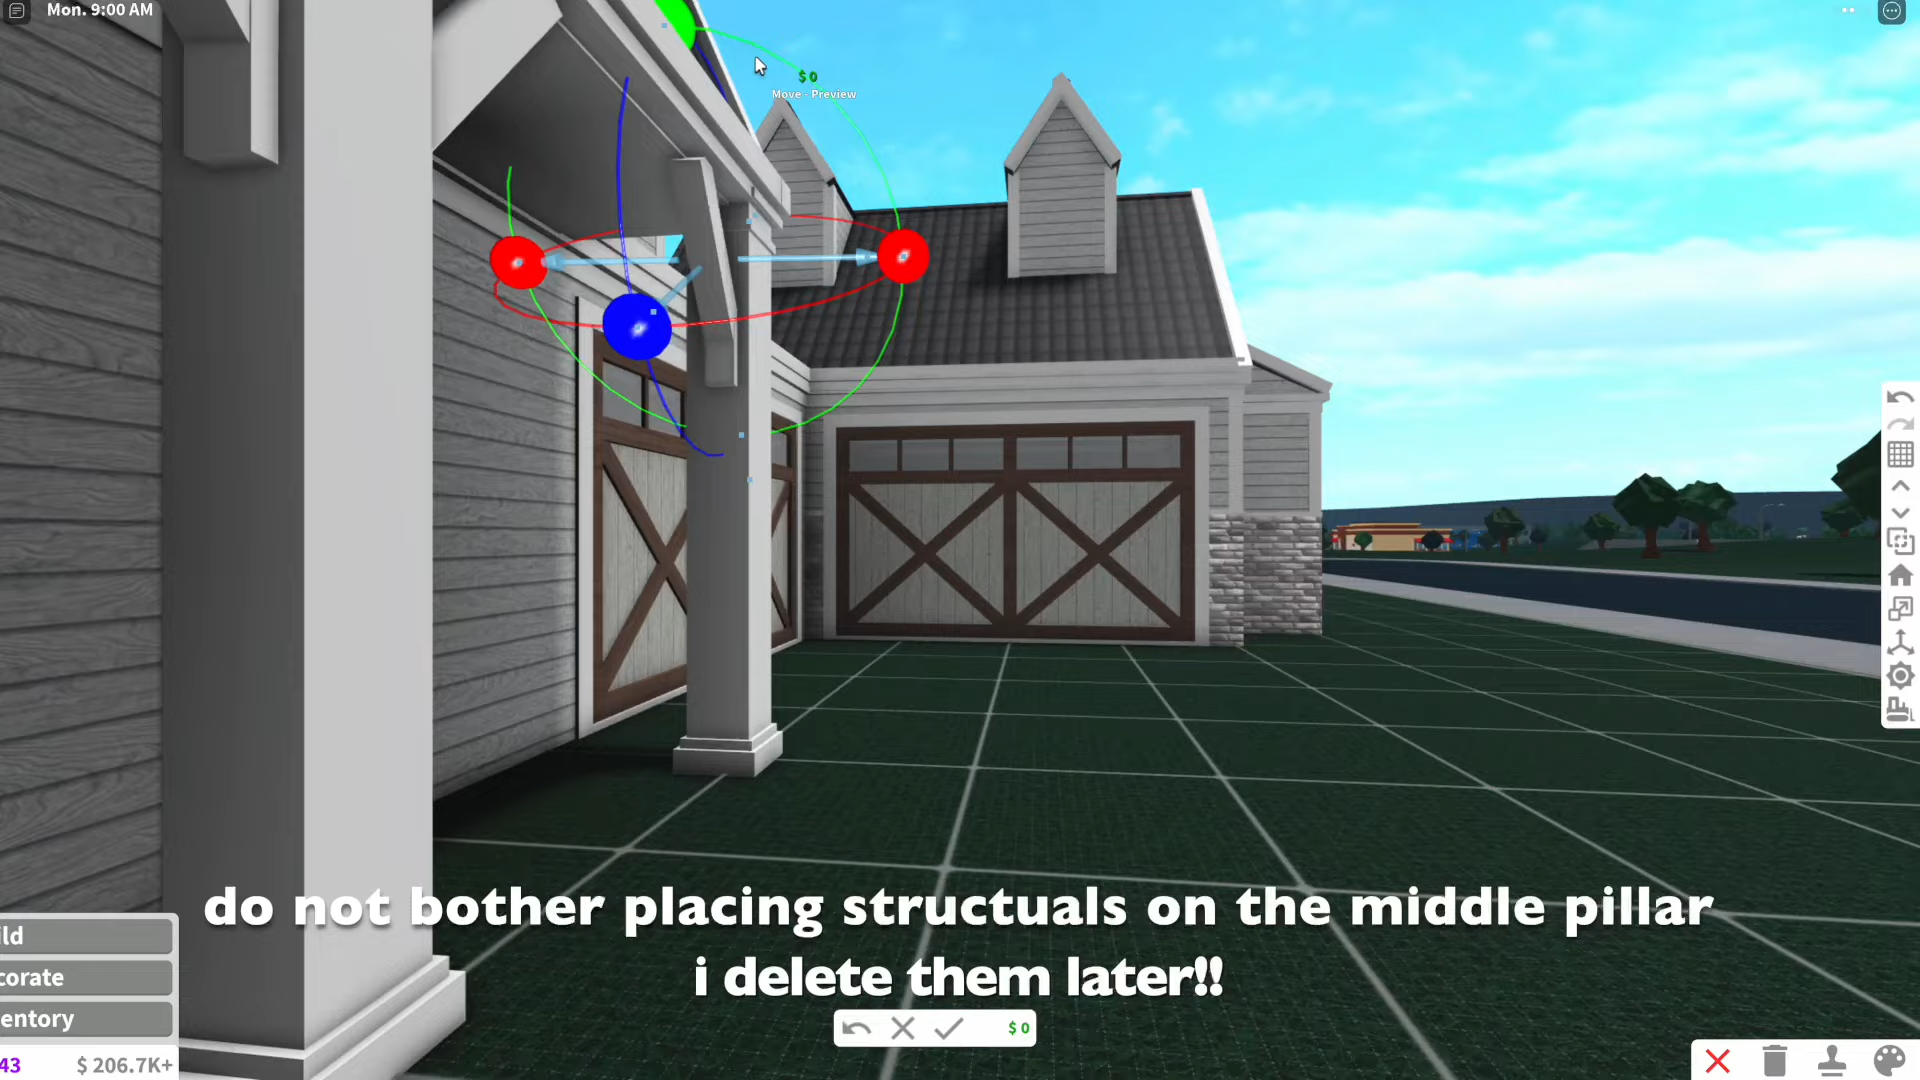 Mon. 9:00 AM
$ 0
Move - Preview
do not bother placing structuals on the middle pillar
i delete them later!!
ild
corate
entory
43
$ 206.7K+
$ 0